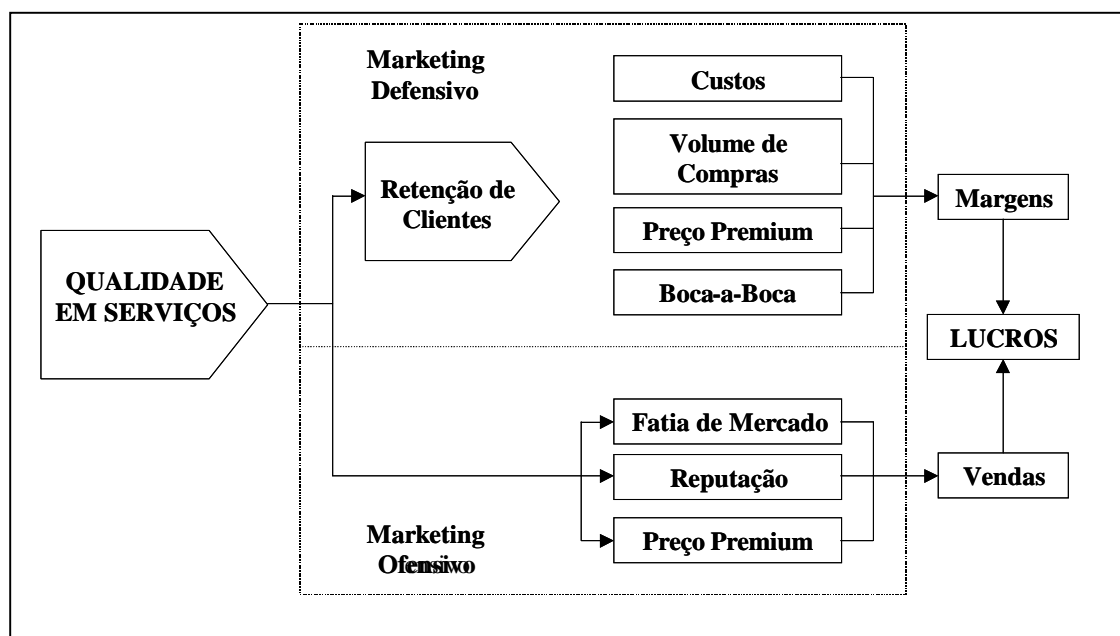 Marketing
Defensivo
Custos
Volume de
Compras
Retenção de
Clientes
Margens
Preço Premium
QUALIDADE
EM SERVIÇOS
Boca-a-Boca
LUCROS
Fatia de Mercado
Reputação
Vendas
Marketing
Ofensivo
Preço Premium